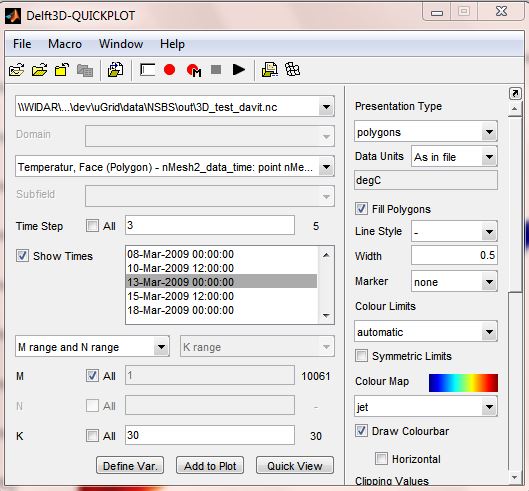 Delft3D-QUICKPLOT
File Macro Window Help
\\WIDAR\...\dev\uGrid\data\NSBS\out\3D_test_davit.nc
Domain
Temperatur, Face (Polygon) - nMesh2_data_time: point nMe...
Subfield
Time Step All 3 5
Show Times
08-Mar-2009 00:00:00
10-Mar-2009 12:00:00
13-Mar-2009 00:00:00
15-Mar-2009 12:00:00
18-Mar-2009 00:00:00
M range and N range K range
M All 1 10061
N All -
K All 30 30
Define Var. Add to Plot Quick View
Presentation Type
polygons
Data Units As in file
degC
Fill Polygons
Line Style -
Width 0.5
Marker none
Colour Limits
automatic
Symmetric Limits
Colour Map
jet
Draw Colourbar
Horizontal
Clipping Values